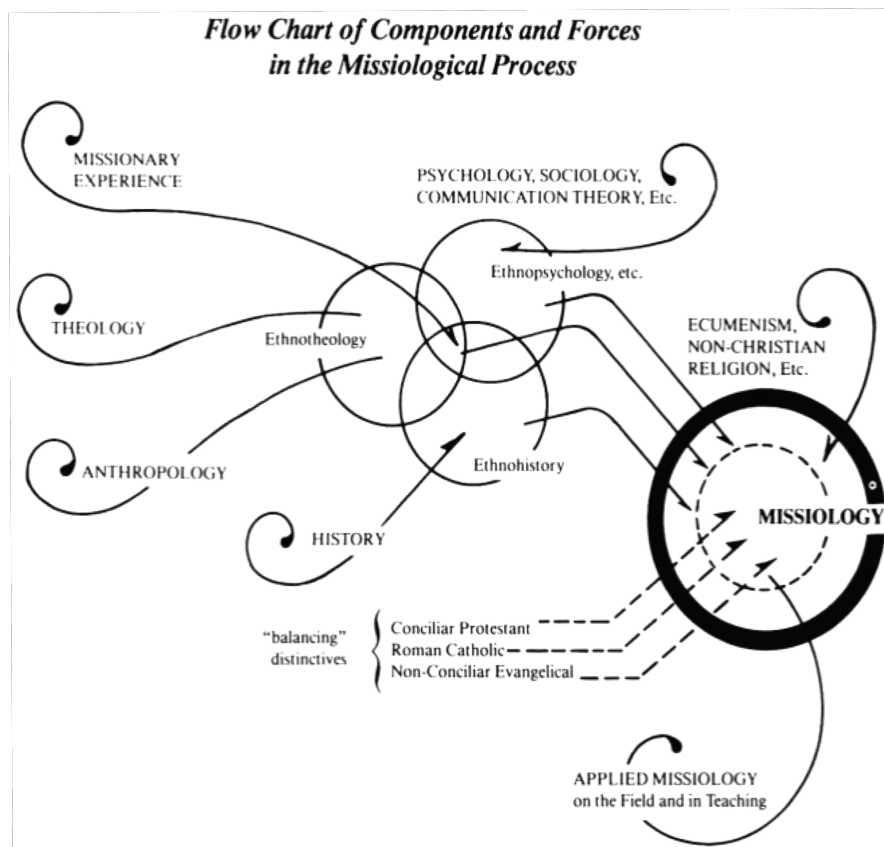 Flow Chart of Components and Forces
in the Missiological Process
MISSIONARY
EXPERIENCE
PSYCHOLOGY, SOCIOLOGY,
COMMUNICATION THEORY, Etc.
Ethnopsychology, etc.
THEOLOGY
Ethnotheology
ECUMENISM,
NON-CHRISTIAN
RELIGION, Etc.
ANTHROPOLOGY
Ethnohistory
HISTORY
MISSIOLOGY
"balancing"
distinctives
Conciliar Protestant
Roman Catholic
Non-Conciliar Evangelical
APPLIED MISSIOLOGY
on the Field and in Teaching